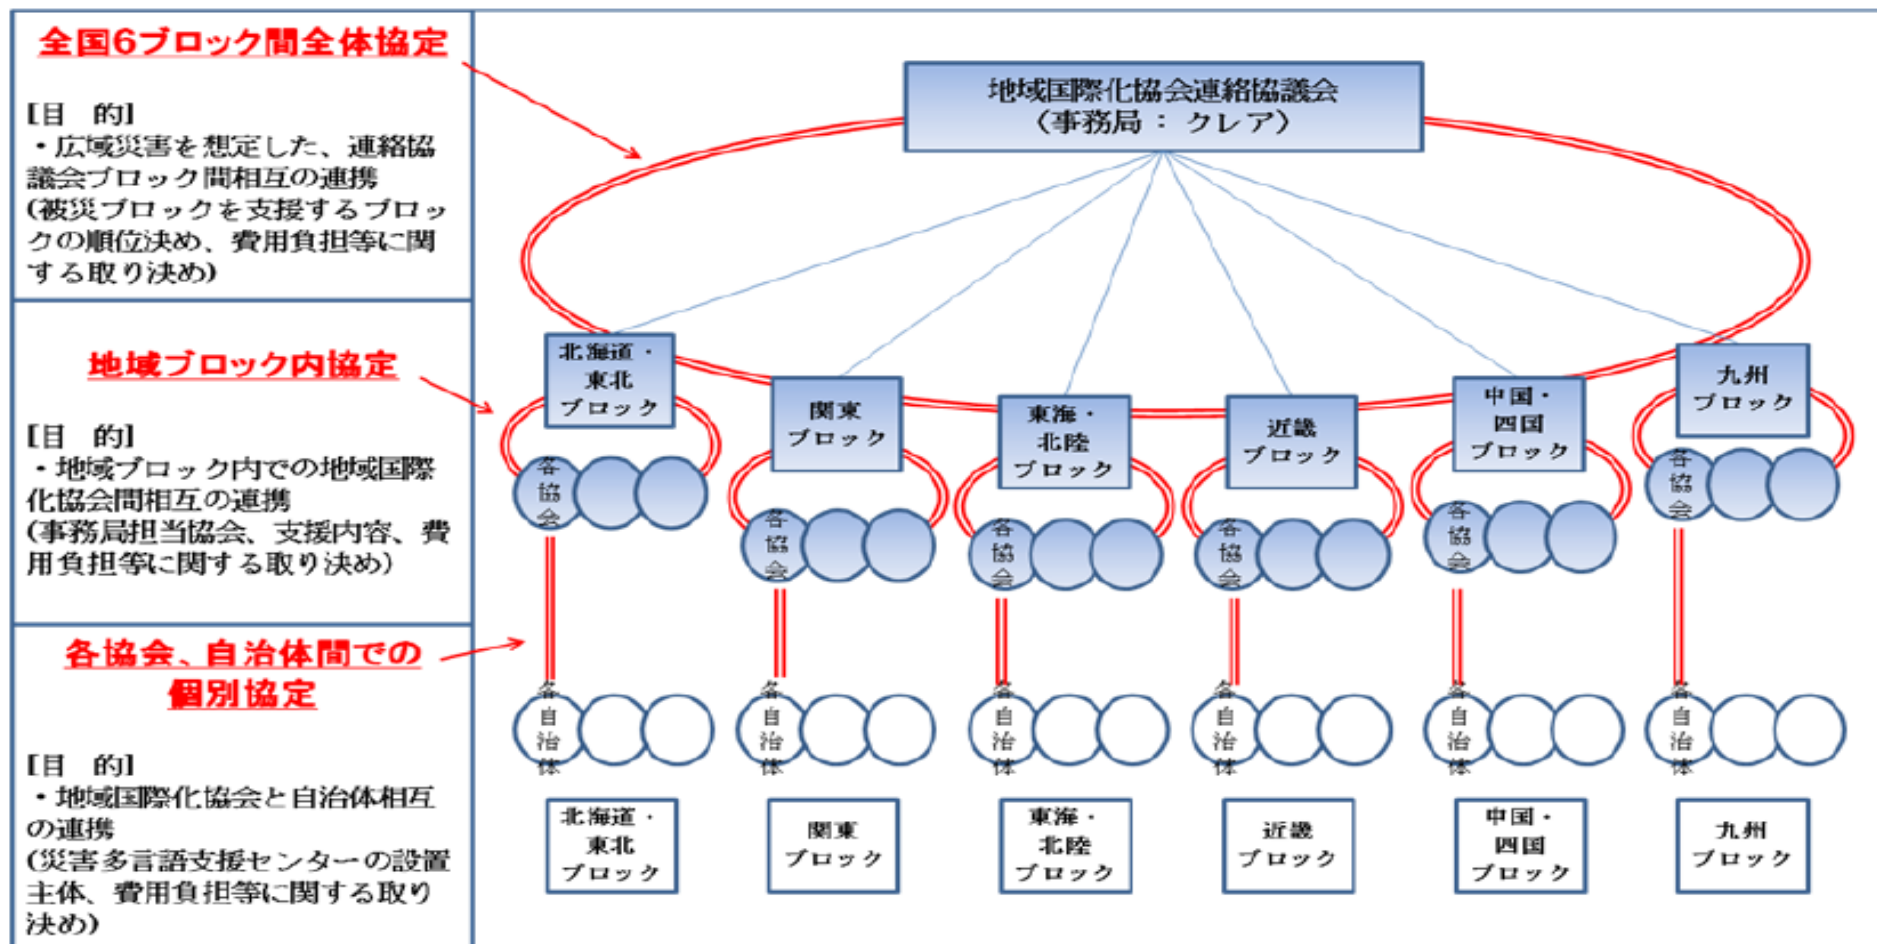 全国6ブロック間全体協定
[目　的]
・広域災害を想定した、連絡協
議会ブロック間相互の連携
(被災ブロックを支援するブロッ
クの順位決め、費用負担等に関
する取り決め)
地域ブロック内協定
[目　的]
・地域ブロック内での地域国際
化協会間相互の連携
(事務局担当協会、支援内容、費
用負担等に関する取り決め)
各協会、自治体間での
個別協定
[目　的]
・地域国際化協会と自治体相互
の連携
(災害多言語支援センターの設置
主体、費用負担等に関する取り
決め)
地域国際化協会連絡協議会
(事務局：クレア)
北海道・
東北
ブロック
関東
ブロック
東海・
北陸
ブロック
近畿
ブロック
中国・
四国
ブロック
九州
ブロック
各協会
各協会
各協会
各協会
各協会
各協会
各自治体
各自治体
各自治体
各自治体
各自治体
各自治体
北海道・
東北
ブロック
関東
ブロック
東海・
北陸
ブロック
近畿
ブロック
中国・
四国
ブロック
九州
ブロック